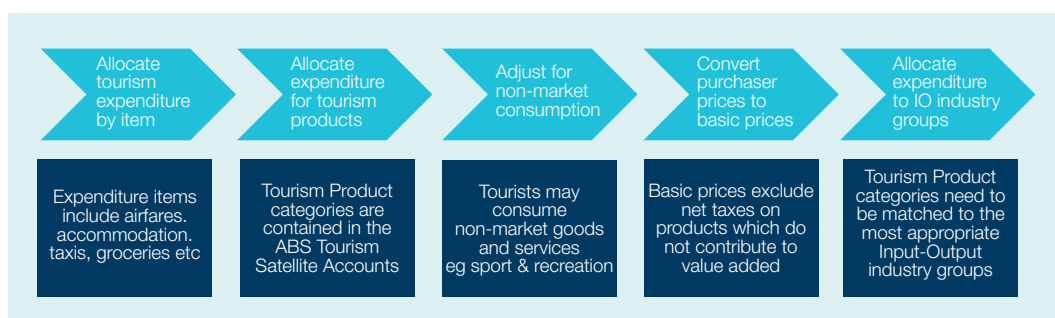 Allocate
tourism
expenditure
by item
Allocate
expenditure
for tourism
products
Adjust for
non-market
consumption
Convert
purchaser
prices to
basic prices
Allocate
expenditure
to IO industry
groups
Expenditure items
include airfares.
accommodation.
taxis, groceries etc
Tourism Product
categories are
contained in the
ABS Tourism
Satellite Accounts
Tourists may
consume
non-market goods
and services
eg sport & recreation
Basic prices exclude
net taxes on
products which do
not contribute to
value added
Tourism Product
categories need to
be matched to the
most appropriate
Input-Output
industry groups